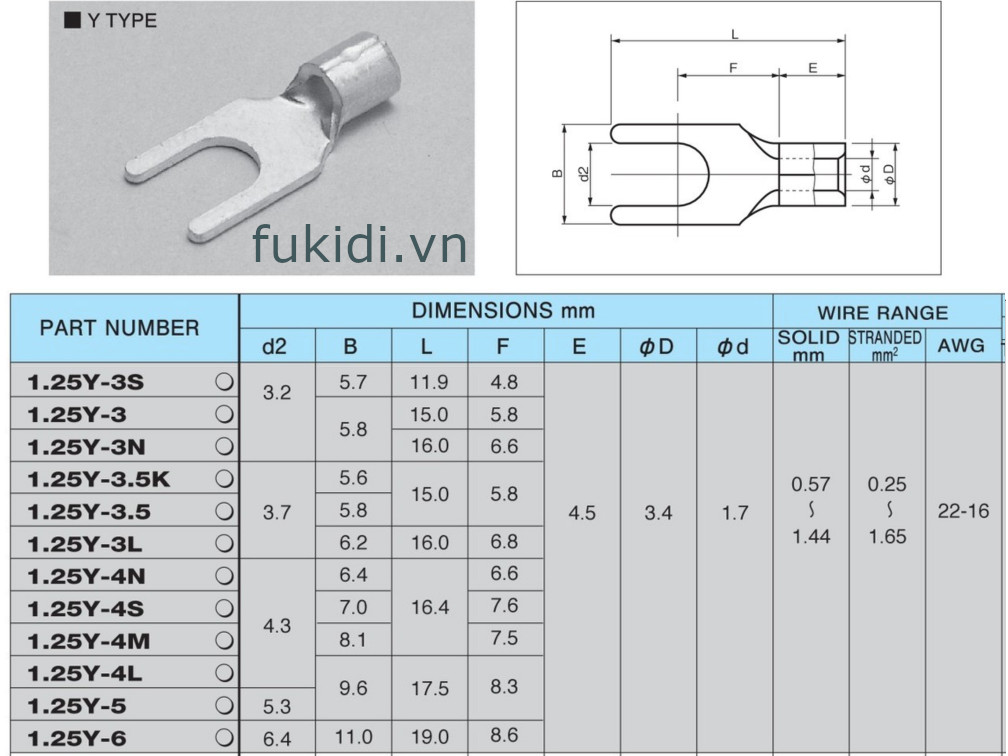 ■ Y TYPE
fukidi.vn
L
F E
B d2 φd φD
PART NUMBER DIMENSIONS mm WIRE RANGE
d2 B L F E φD φd SOLID mm STRANDED mm² AWG
1.25Y-3S ○ 3.2 5.7 11.9 4.8
1.25Y-3 ○ 5.8 15.0 5.8
1.25Y-3N ○ 16.0 6.6
1.25Y-3.5K ○ 3.7 5.6 15.0 5.8
1.25Y-3.5 ○ 5.8 4.5 3.4 1.7 0.57 ~ 1.44 0.25 ~ 1.65 22-16
1.25Y-3L ○ 6.2 16.0 6.8
1.25Y-4N ○ 4.3 6.4 16.4 6.6
1.25Y-4S ○ 7.0 7.6
1.25Y-4M ○ 8.1 7.5
1.25Y-4L ○ 9.6 17.5 8.3
1.25Y-5 ○ 5.3
1.25Y-6 ○ 6.4 11.0 19.0 8.6